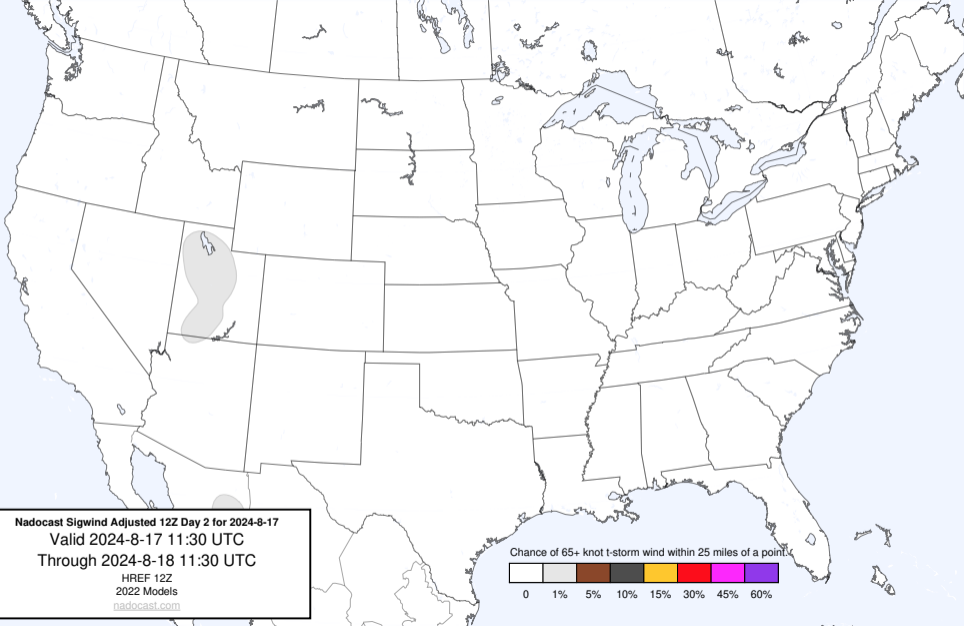 Nadocast Sigwind Adjusted 12Z Day 2 for 2024-8-17
Valid 2024-8-17 11:30 UTC
Through 2024-8-18 11:30 UTC
HREF 12Z
2022 Models
nadocast.com
Chance of 65+ knot t-storm wind within 25 miles of a point.
0 1% 5% 10% 15% 30% 45% 60%